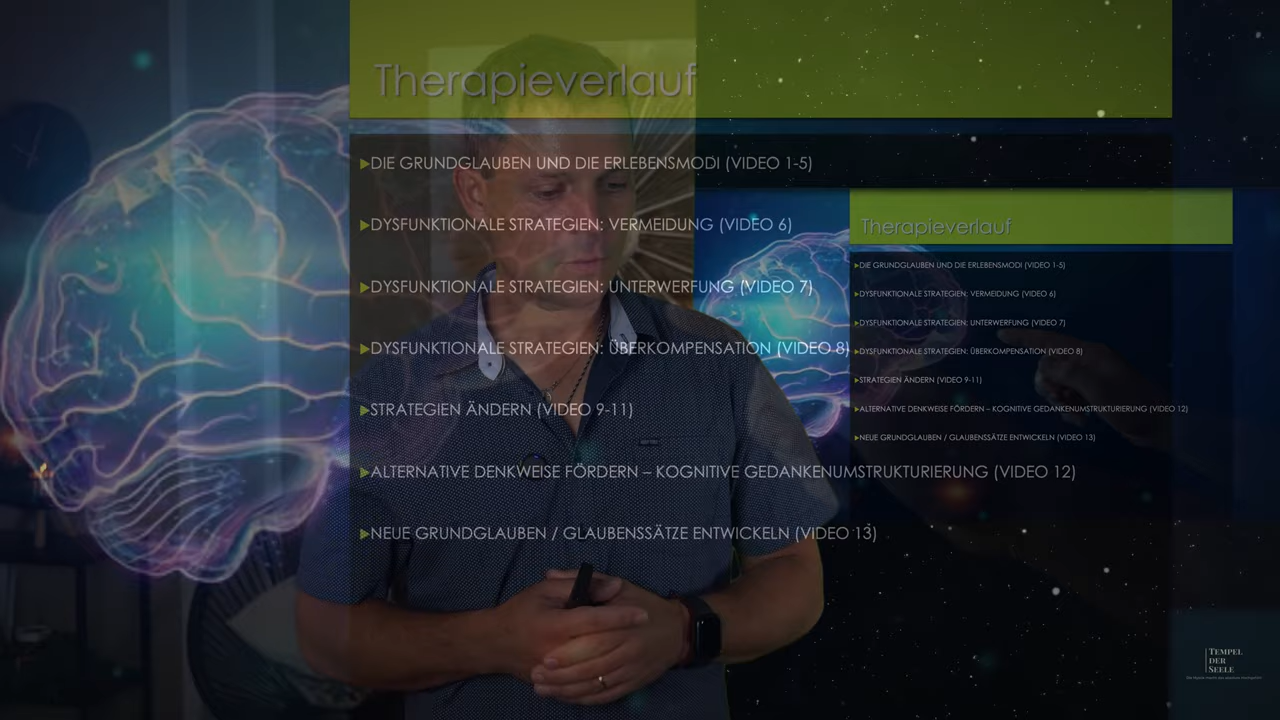 Therapieverlauf
DIE GRUNDGLAUBEN UND DIE ERLEBENSMODI (VIDEO 1-5)
DYSFUNKTIONALE STRATEGIEN: VERMEIDUNG (VIDEO 6)
DYSFUNKTIONALE STRATEGIEN: UNTERWERFUNG (VIDEO 7)
DYSFUNKTIONALE STRATEGIEN: ÜBERKOMPENSATION (VIDEO 8)
STRATEGIEN ÄNDERN (VIDEO 9-11)
ALTERNATIVE DENKWEISE FÖRDERN – KOGNITIVE GEDANKENUMSTRUKTURIERUNG (VIDEO 12)
NEUE GRUNDGLAUBEN / GLAUBENSSÄTZE ENTWICKELN (VIDEO 13)
Therapieverlauf
DIE GRUNDGLAUBEN UND DIE ERLEBENSMODI (VIDEO 1-5)
DYSFUNKTIONALE STRATEGIEN: VERMEIDUNG (VIDEO 6)
DYSFUNKTIONALE STRATEGIEN: UNTERWERFUNG (VIDEO 7)
DYSFUNKTIONALE STRATEGIEN: ÜBERKOMPENSATION (VIDEO 8)
STRATEGIEN ÄNDERN (VIDEO 9-11)
ALTERNATIVE DENKWEISE FÖRDERN – KOGNITIVE GEDANKENUMSTRUKTURIERUNG (VIDEO 12)
NEUE GRUNDGLAUBEN / GLAUBENSSÄTZE ENTWICKELN (VIDEO 13)
TEMPEL
DER
SEELE